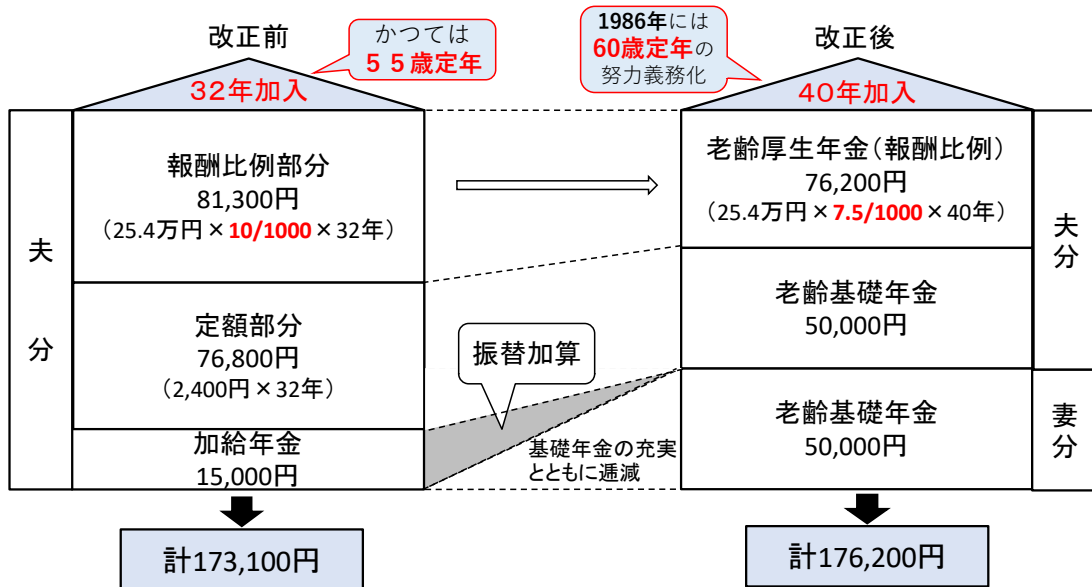 改正前
かつては
５５歳定年
32年加入
夫
分
報酬比例部分
81,300円
（25.4万円×10/1000×32年）
定額部分
76,800円
（2,400円×32年）
加給年金
15,000円
計173,100円
振替加算
基礎年金の充実
とともに逓減
1986年には
60歳定年の
努力義務化
改正後
40年加入
老齢厚生年金（報酬比例）
76,200円
（25.4万円×7.5/1000×40年）
老齢基礎年金
50,000円
夫
分
老齢基礎年金
50,000円
妻
分
計176,200円